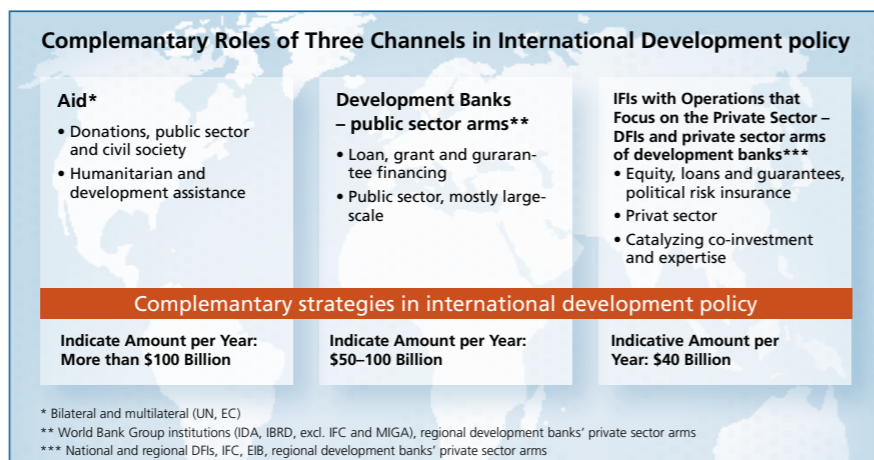 Complemantary Roles of Three Channels in International Development policy
Aid*
• Donations, public sector
and civil society
• Humanitarian and
development assistance
Development Banks
– public sector arms**
• Loan, grant and guraran-
tee financing
• Public sector, mostly large-
scale
IFIs with Operations that
Focus on the Private Sector –
DFIs and private sector arms
of development banks***
• Equity, loans and guarantees,
political risk insurance
• Privat sector
• Catalyzing co-investment
and expertise
Complemantary strategies in international development policy
Indicate Amount per Year:
More than $100 Billion
Indicate Amount per Year:
$50–100 Billion
Indicative Amount per
Year: $40 Billion
* Bilateral and multilateral (UN, EC)
** World Bank Group institutions (IDA, IBRD, excl. IFC and MIGA), regional development banks’ private sector arms
*** National and regional DFIs, IFC, EIB, regional development banks’ private sector arms